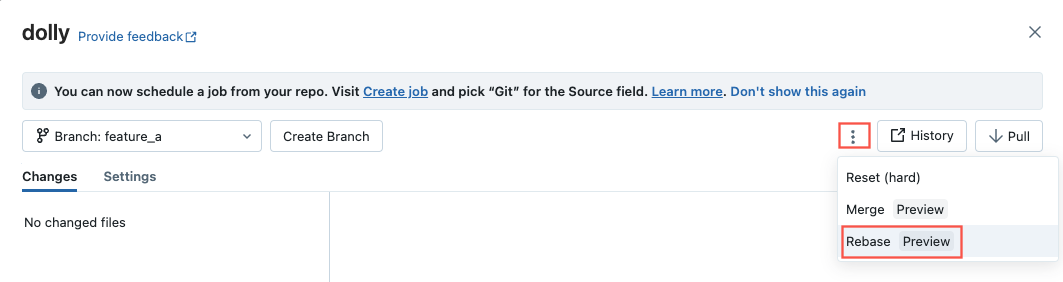 dolly Provide feedback
You can now schedule a job from your repo. Visit Create job and pick “Git” for the Source field. Learn more. Don't show this again
Branch: feature_a Create Branch History Pull
Changes Settings
Reset (hard)
Merge Preview
No changed files
Rebase Preview